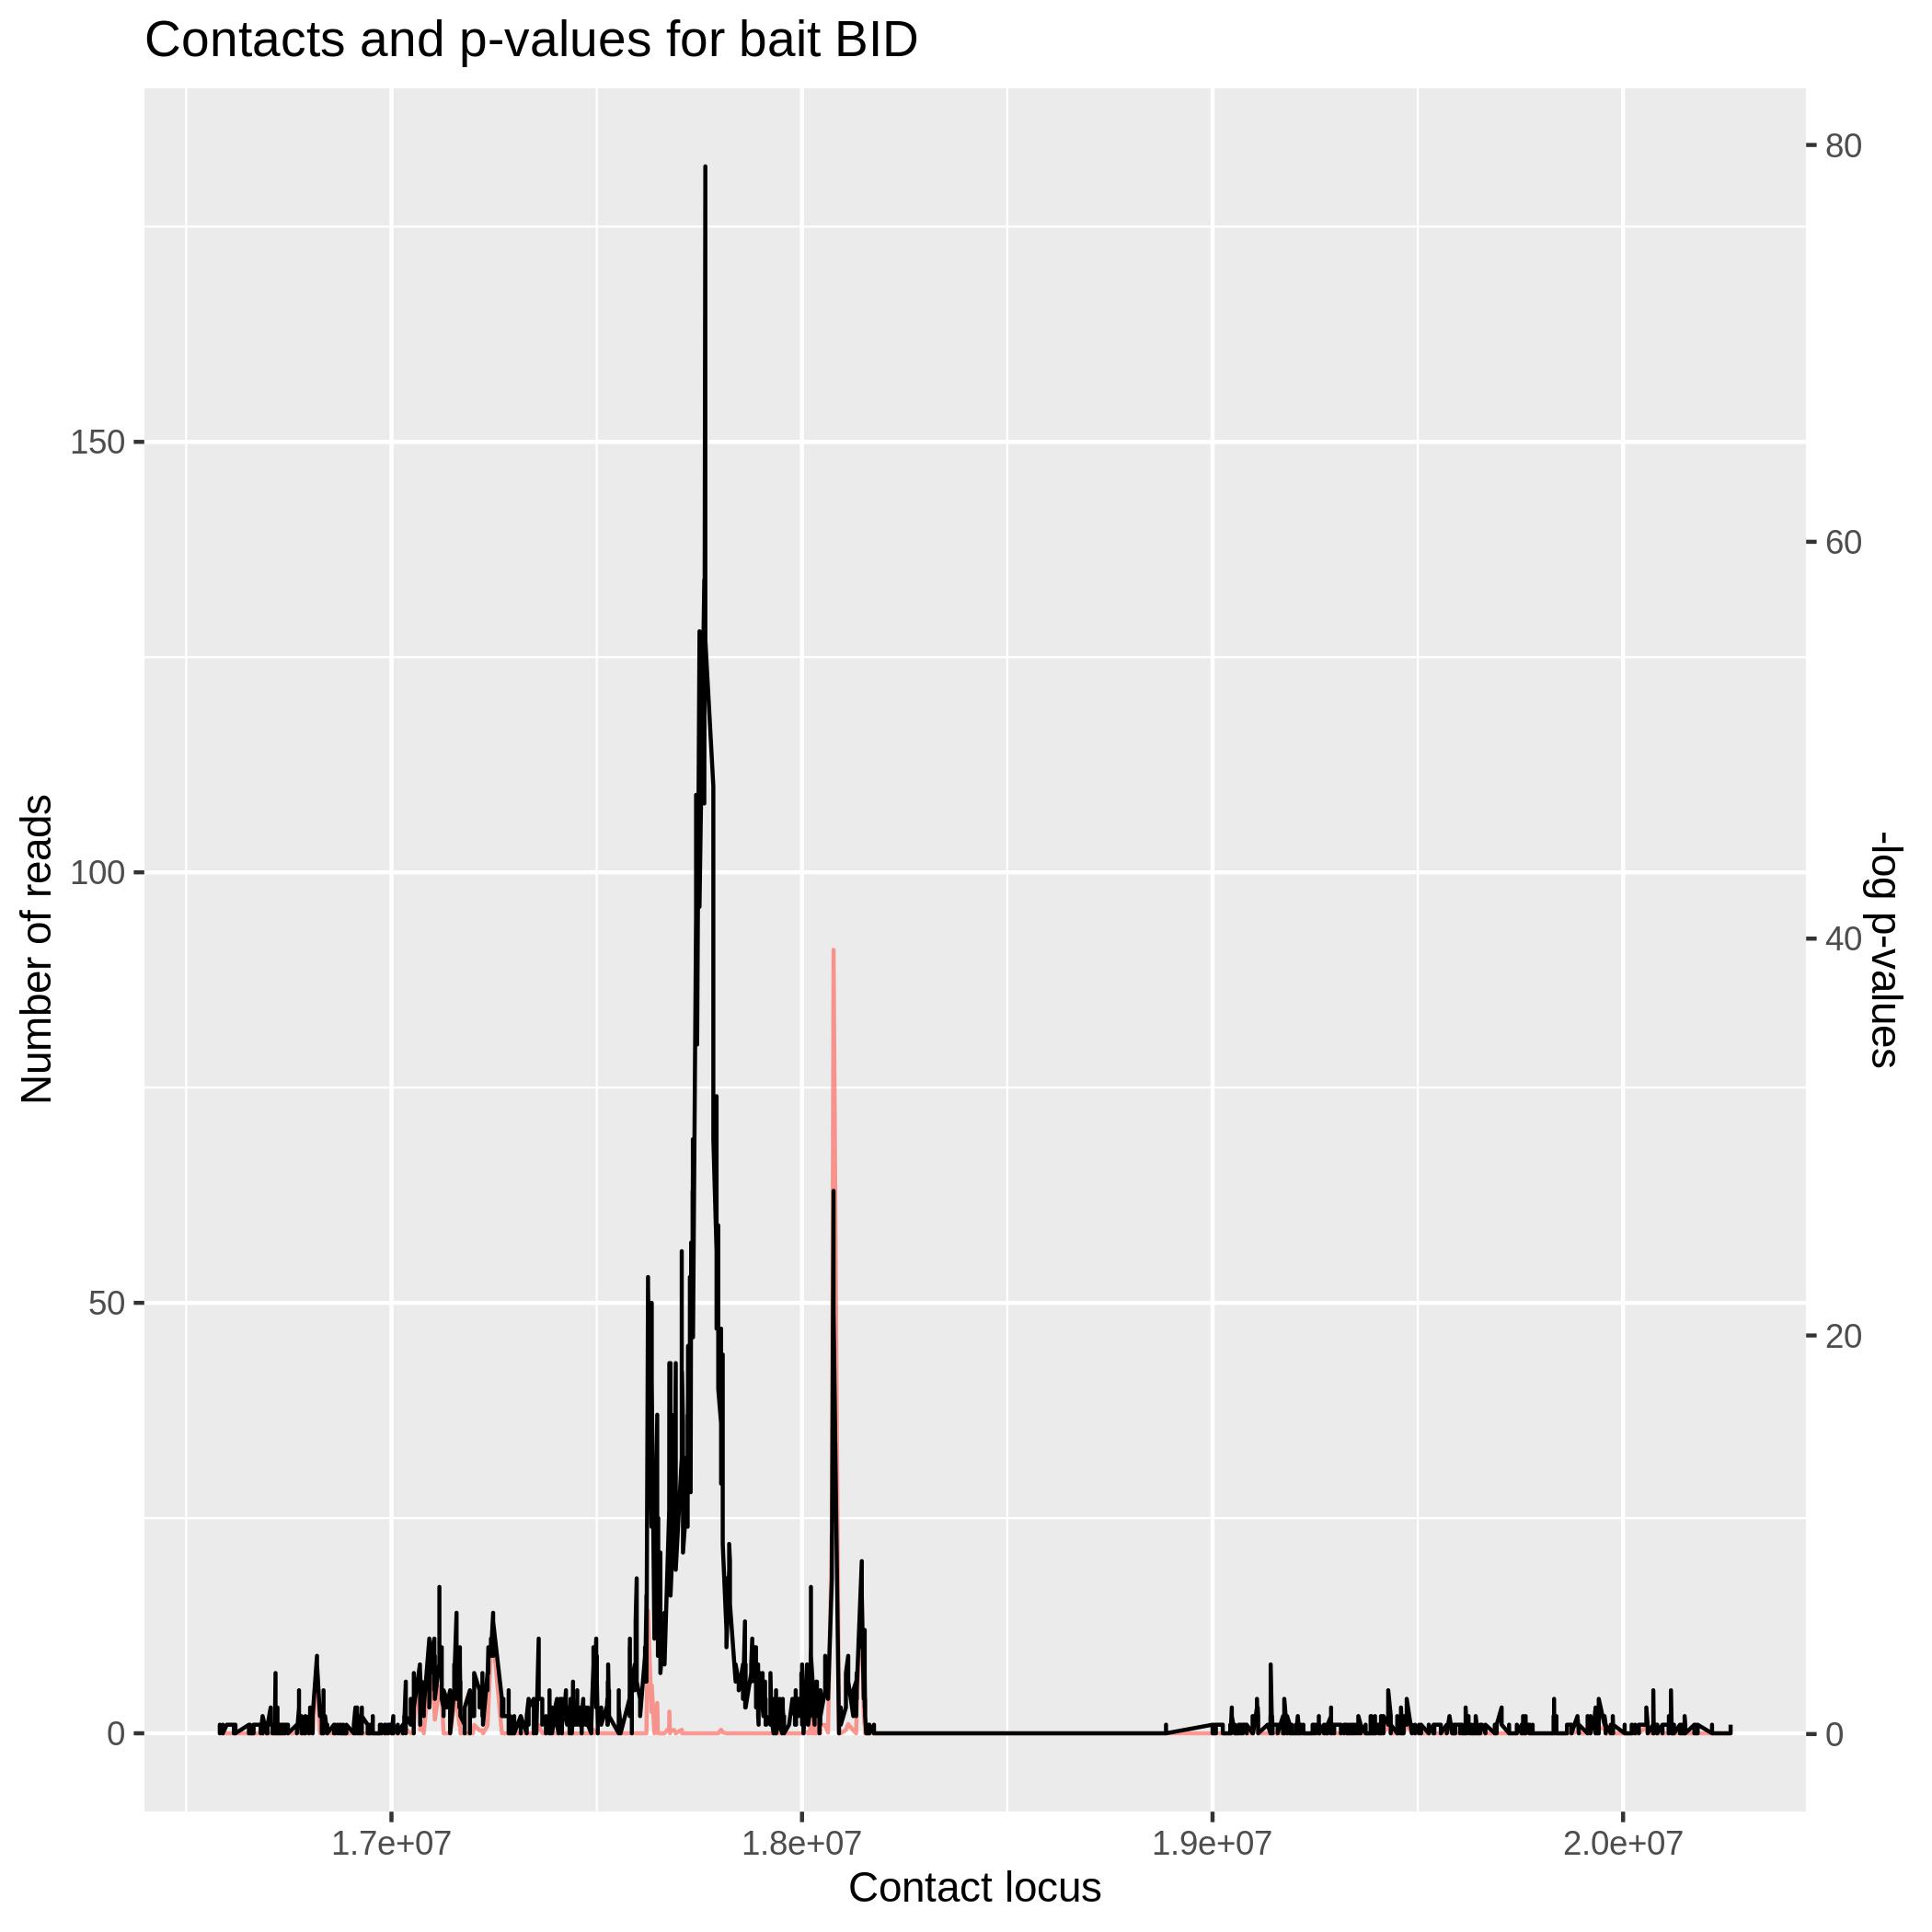 Contacts and p-values for bait BID
Number of reads
150
100
50
0
80
60
40
20
0
-log p-values
1.7e+07
1.8e+07
1.9e+07
2.0e+07
Contact locus